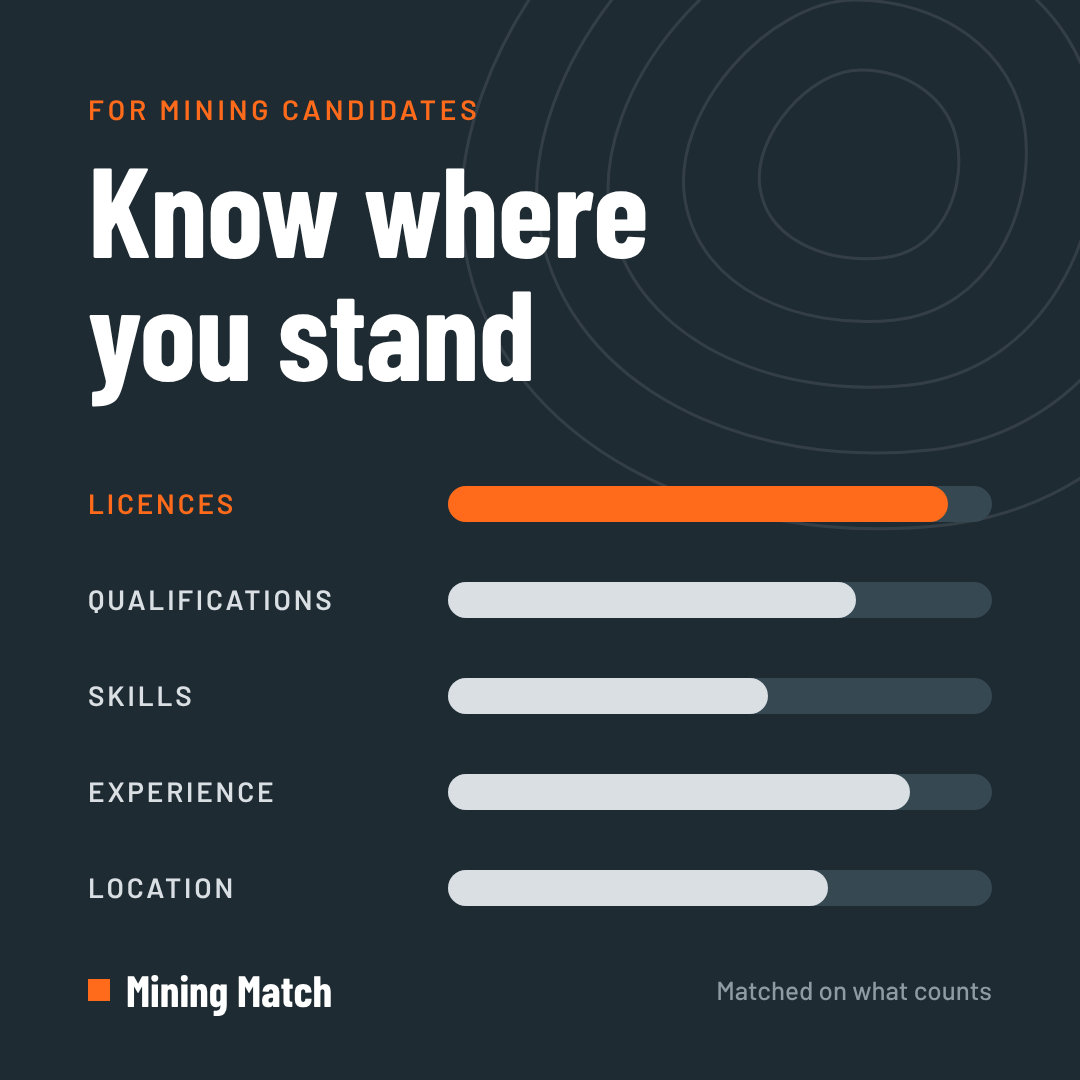 FOR MINING CANDIDATES
Know where
you stand
LICENCES
QUALIFICATIONS
SKILLS
EXPERIENCE
LOCATION
Mining Match
Matched on what counts